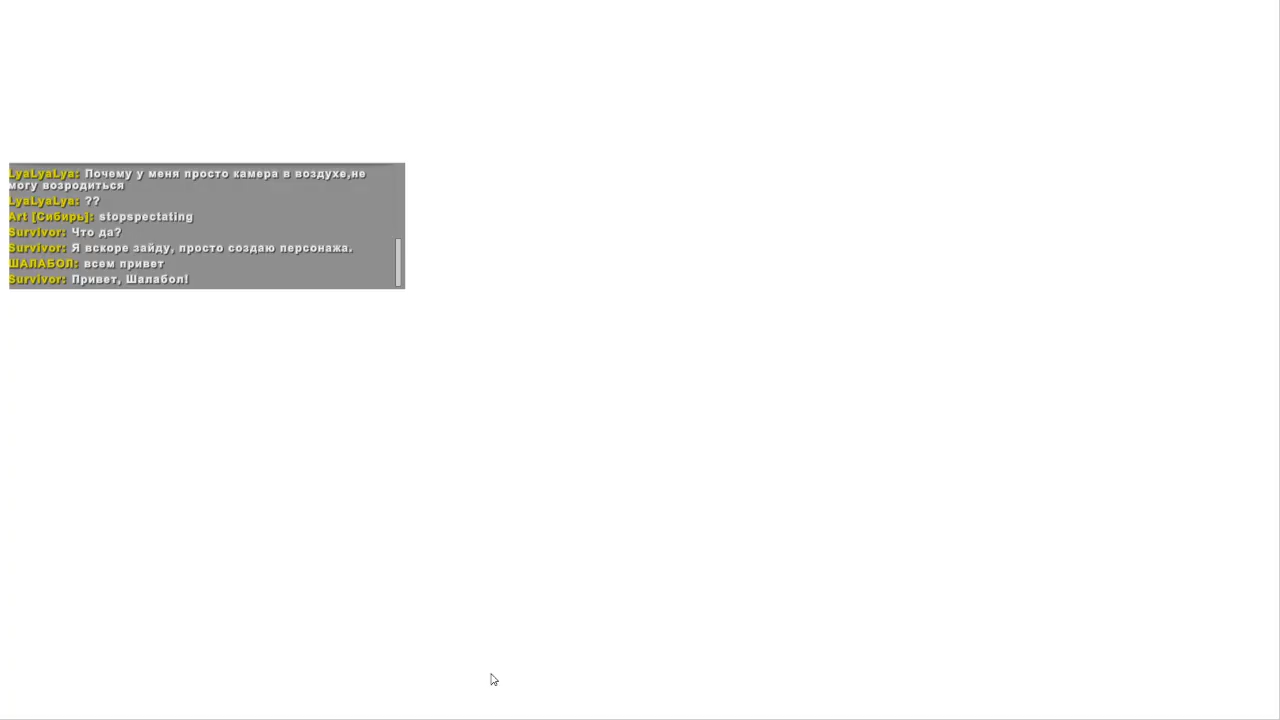 LyaLyaLya: Почему у меня просто камера в воздухе,не
могу возродиться
LyaLyaLya: ??
Art [Сибирь]: stopspectating
Survivor: Что да?
Survivor: Я вскоре зайду, просто создаю персонажа.
ШАЛАБОЛ: всем привет
Survivor: Привет, Шалабол!